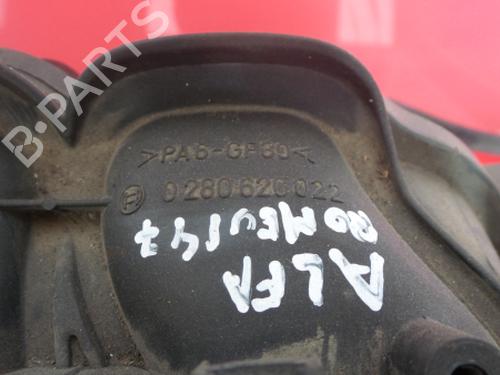 B-PARTS
>PA6-GF30<
0 280 620 022
ALFA
ROMEO 147